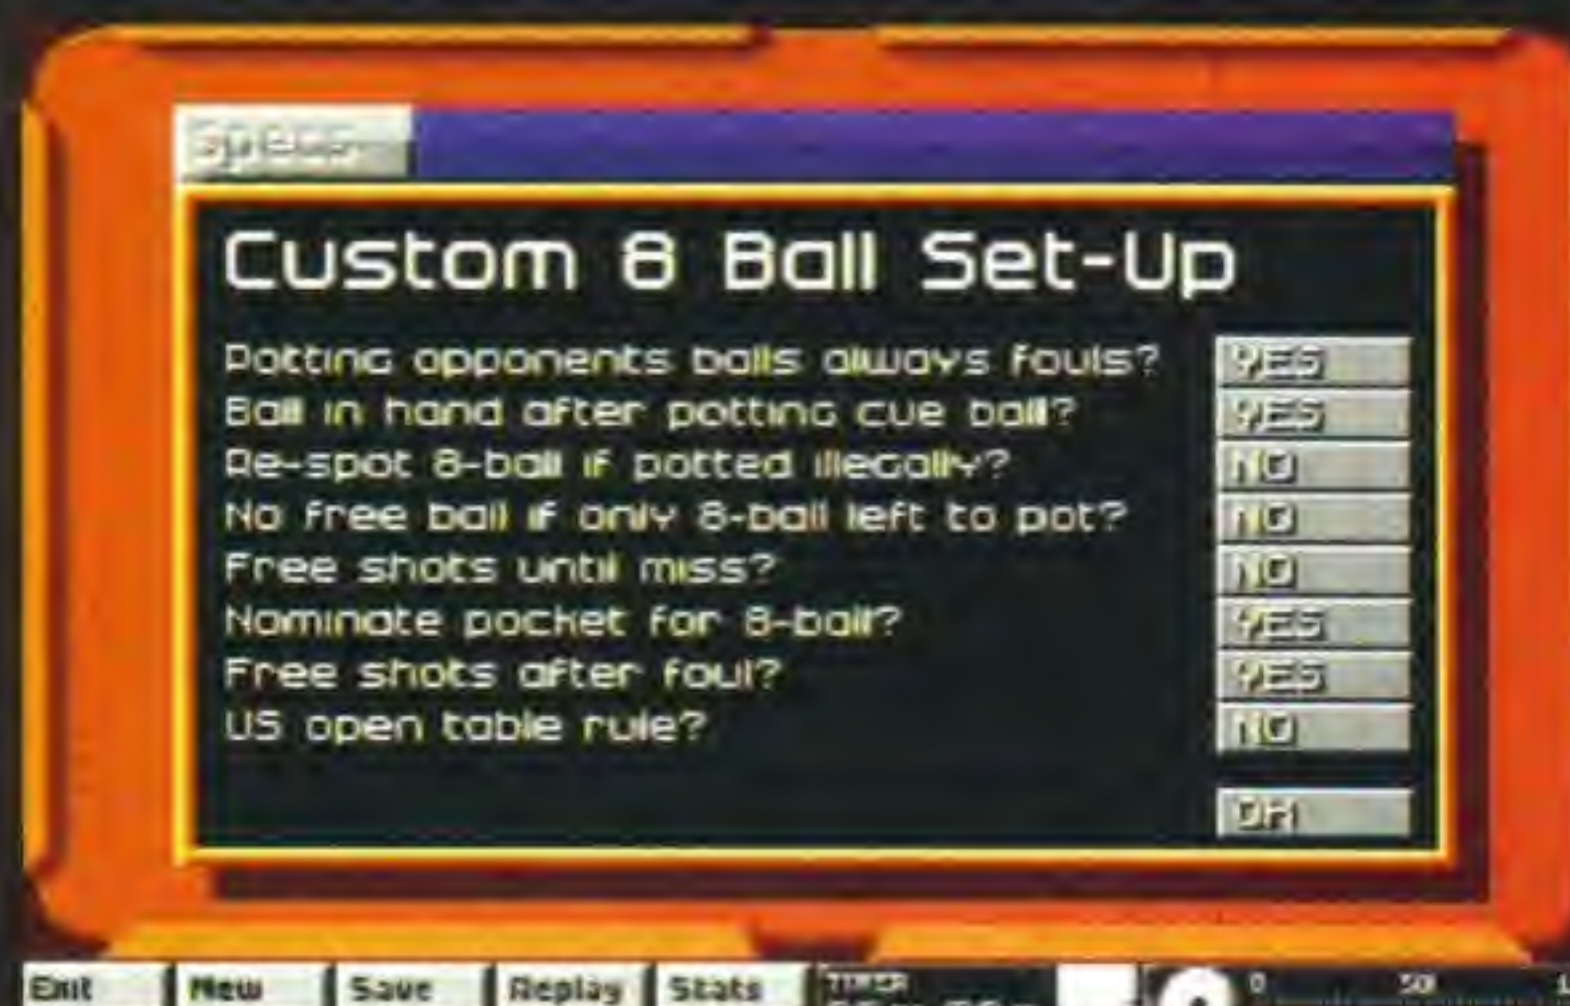 Specs
Custom 8 Ball Set-Up
Potting opponents balls always fouls? YES
Ball in hand after potting cue ball? YES
Re-spot 8-ball if potted illegally? NO
No free ball if only 8-ball left to pot? NO
Free shots until miss? NO
Nominate pocket for 8-ball? YES
Free shots after foul? YES
US open table rule? NO
OK
Exit New Save Replay Stats 0 50